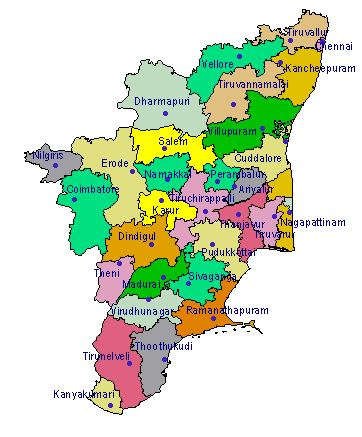 Tiruvallur
Chennai
Vellore
Kancheepuram
Tiruvannamalai
Dharmapuri
Villupuram
Salem
Cuddalore
Nilgiris
Erode
Namakkal
Perambalur
Ariyalur
Coimbatore
Tiruchirappalli
Karur
Thanjavur
Nagapattinam
Tiruvarur
Dindigul
Pudukkottai
Theni
Madurai
Sivaganga
Virudhunagar
Ramanathapuram
Thoothukudi
Tirunelveli
Kanyakumari